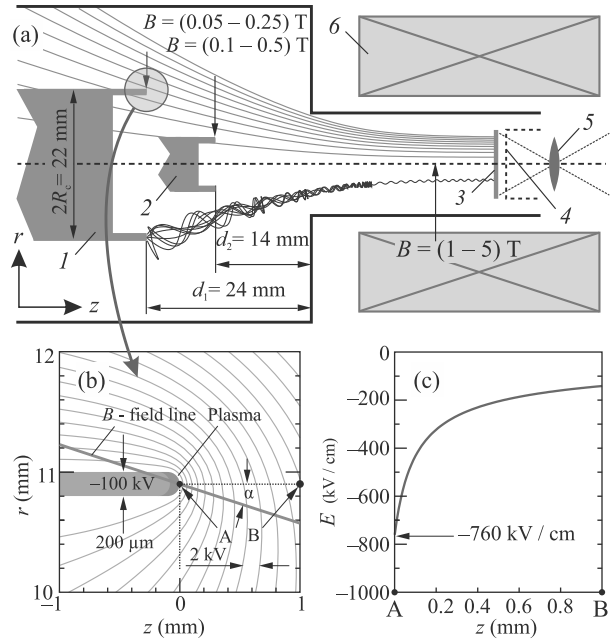 (a)
B = (0.05 – 0.25) T
B = (0.1 – 0.5) T
6
5
2R_c = 22 mm
2
3
4
1
d₂ = 14 mm
B = (1 – 5) T
r
z
d₁ = 24 mm
12
(b)
B - field line
Plasma
r (mm)
11
–100 kV
α
200 µm
A
B
2 kV
10
–1
0
1
z (mm)
0
(c)
–200
–400
E (kV / cm)
–600
–760 kV / cm
–800
–1000
A
0.2
0.4
0.6
0.8
B
z (mm)